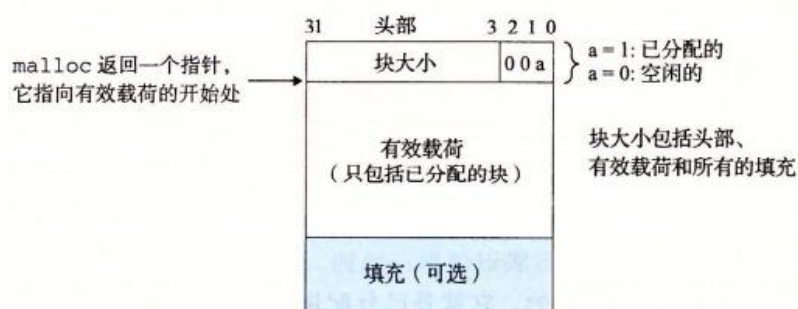 31 头部 3 2 1 0
malloc 返回一个指针，
它指向有效载荷的开始处
块大小
0 0 a
a = 1: 已分配的
a = 0: 空闲的
有效载荷
（只包括已分配的块）
块大小包括头部、
有效载荷和所有的填充
填充（可选）